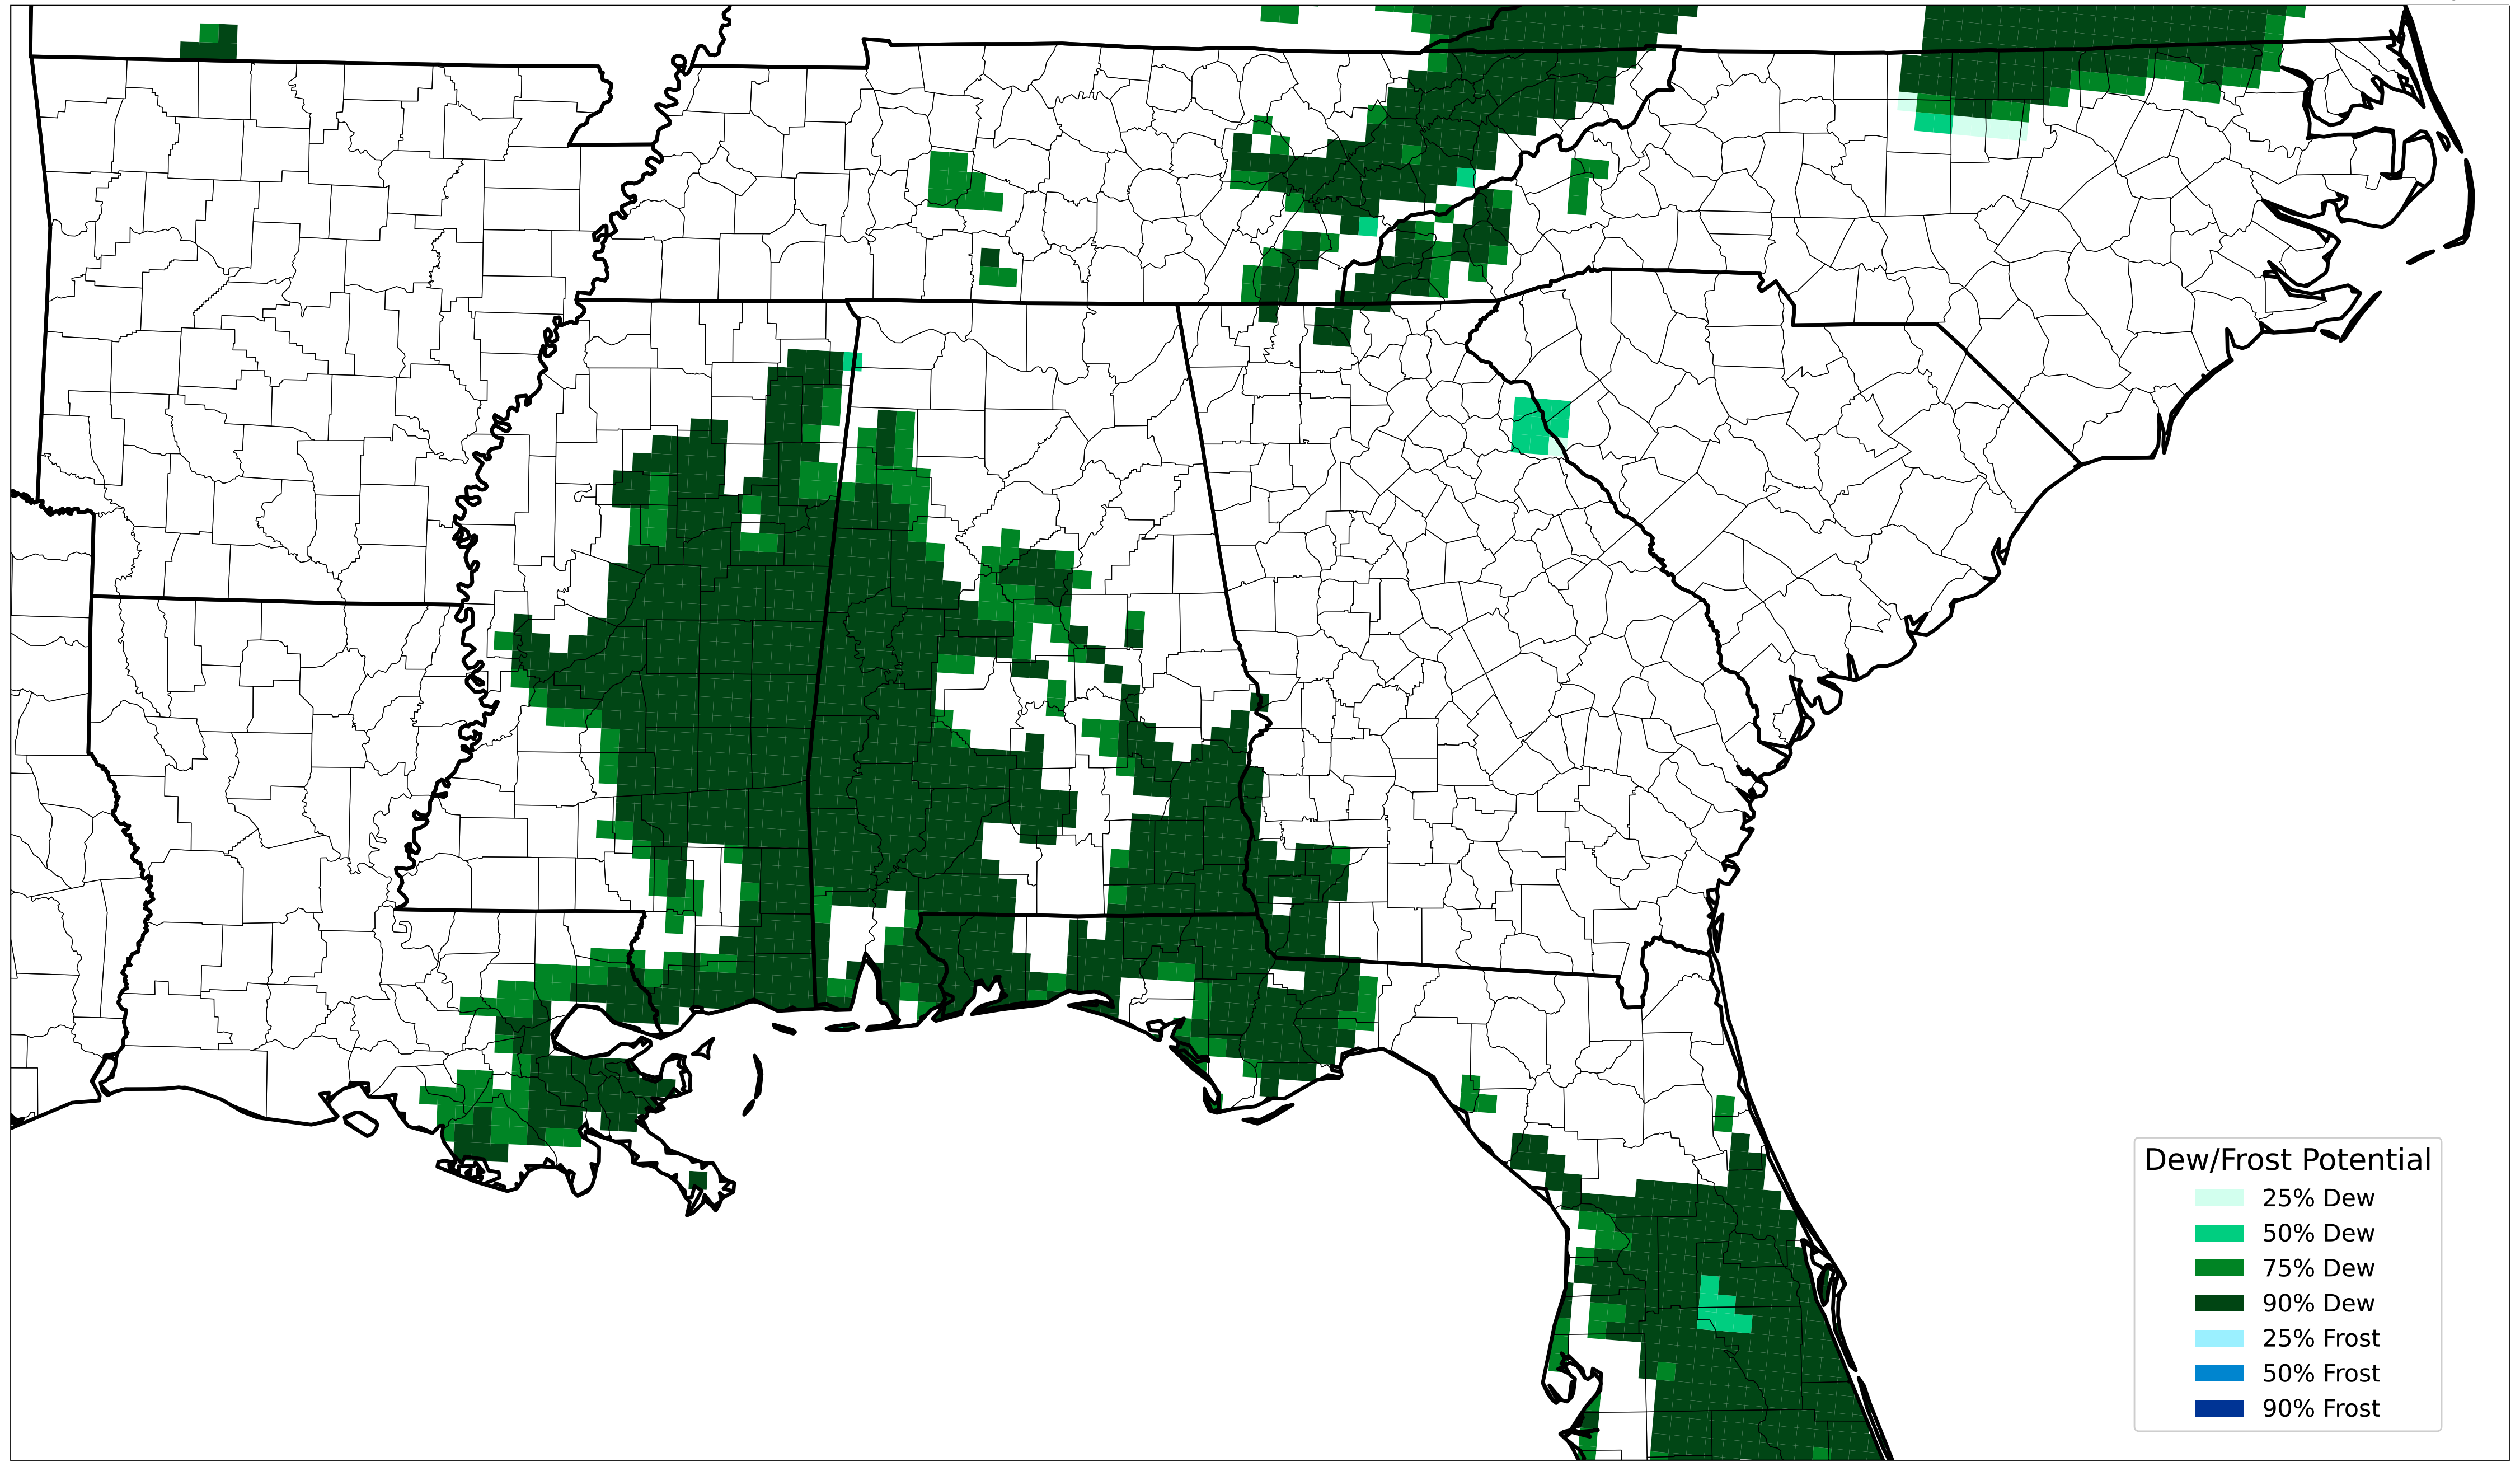 Dew/Frost Potential
25% Dew
50% Dew
75% Dew
90% Dew
25% Frost
50% Frost
90% Frost